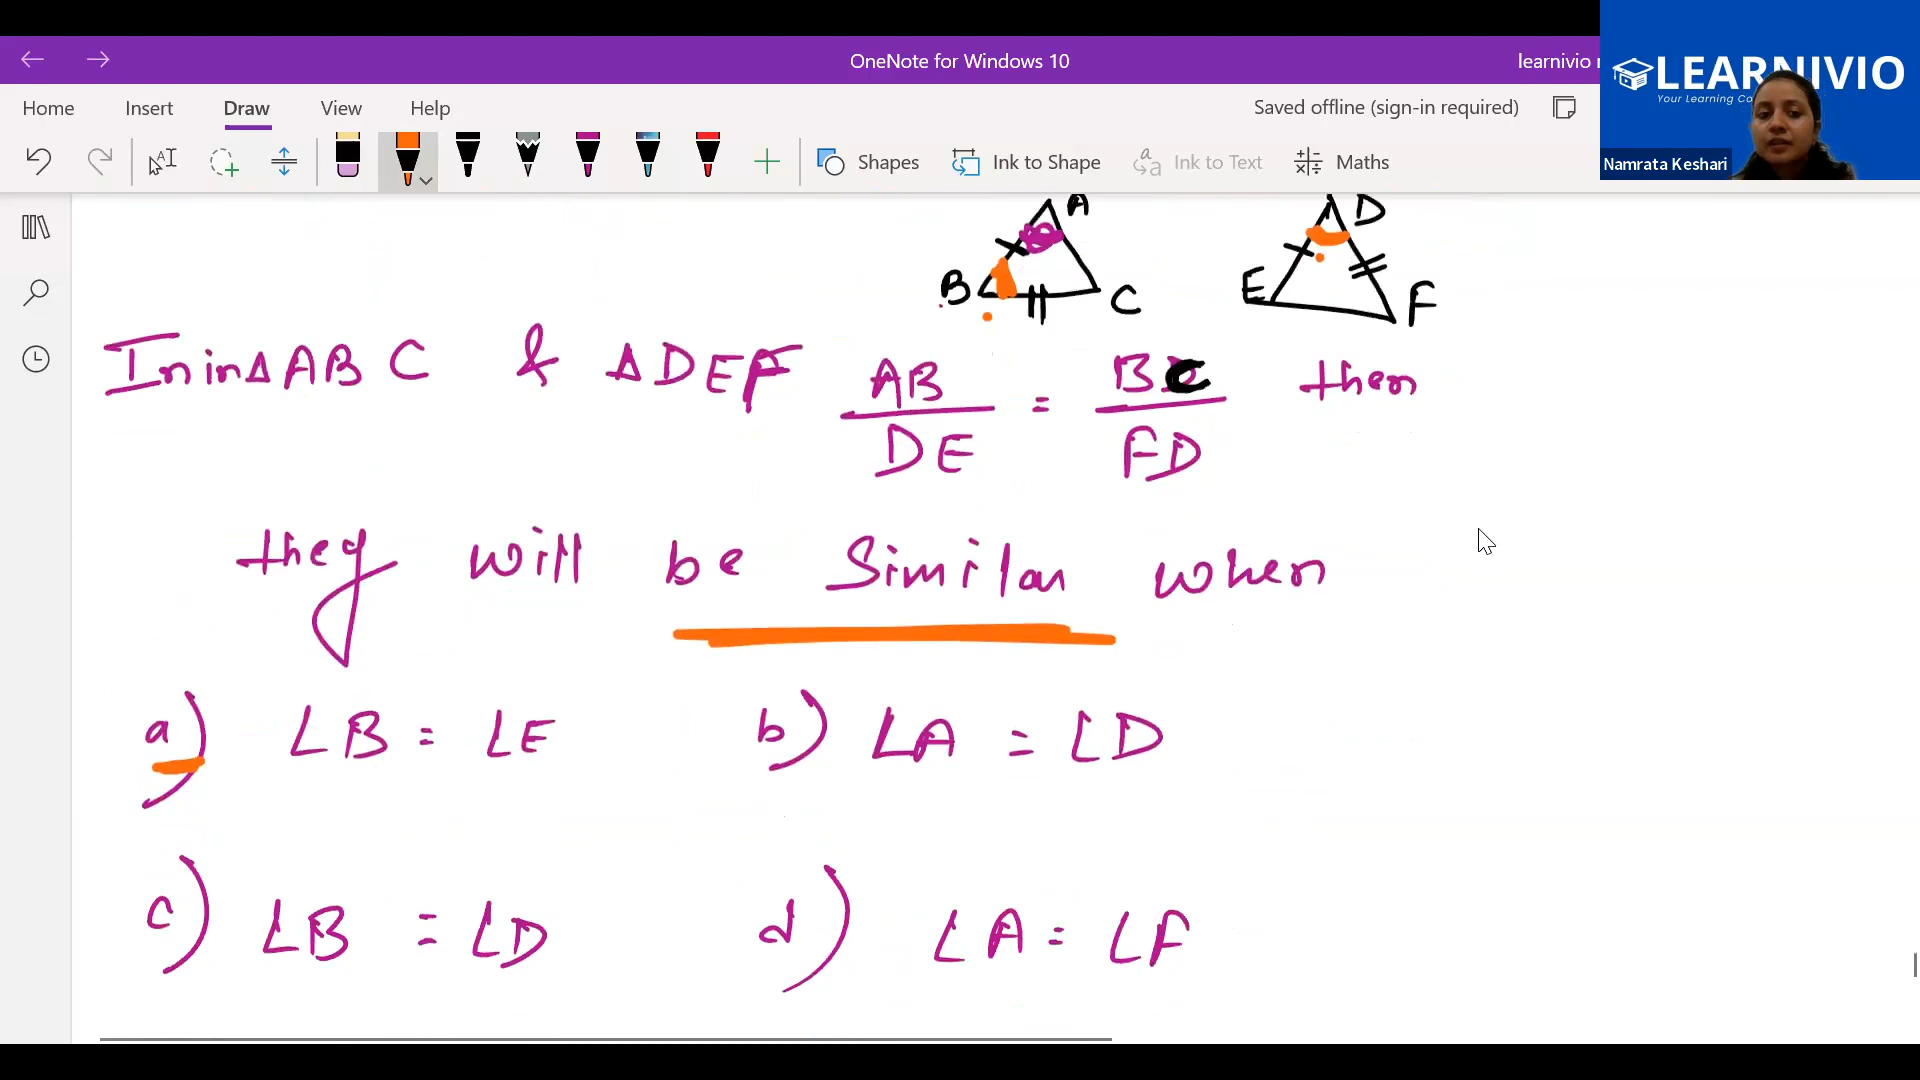 OneNote for Windows 10
learnivio
LEARNIVIO
Your Learning Co
Namrata Keshari
Home Insert Draw View Help
Saved offline (sign-in required)
Shapes Ink to Shape Ink to Text Maths
A
B C
D
E F
In in ΔABC & ΔDEF AB/DE = BC/FD then
they will be similar when
a) ∠B = ∠E b) ∠A = ∠D
c) ∠B = ∠D d) ∠A = ∠F